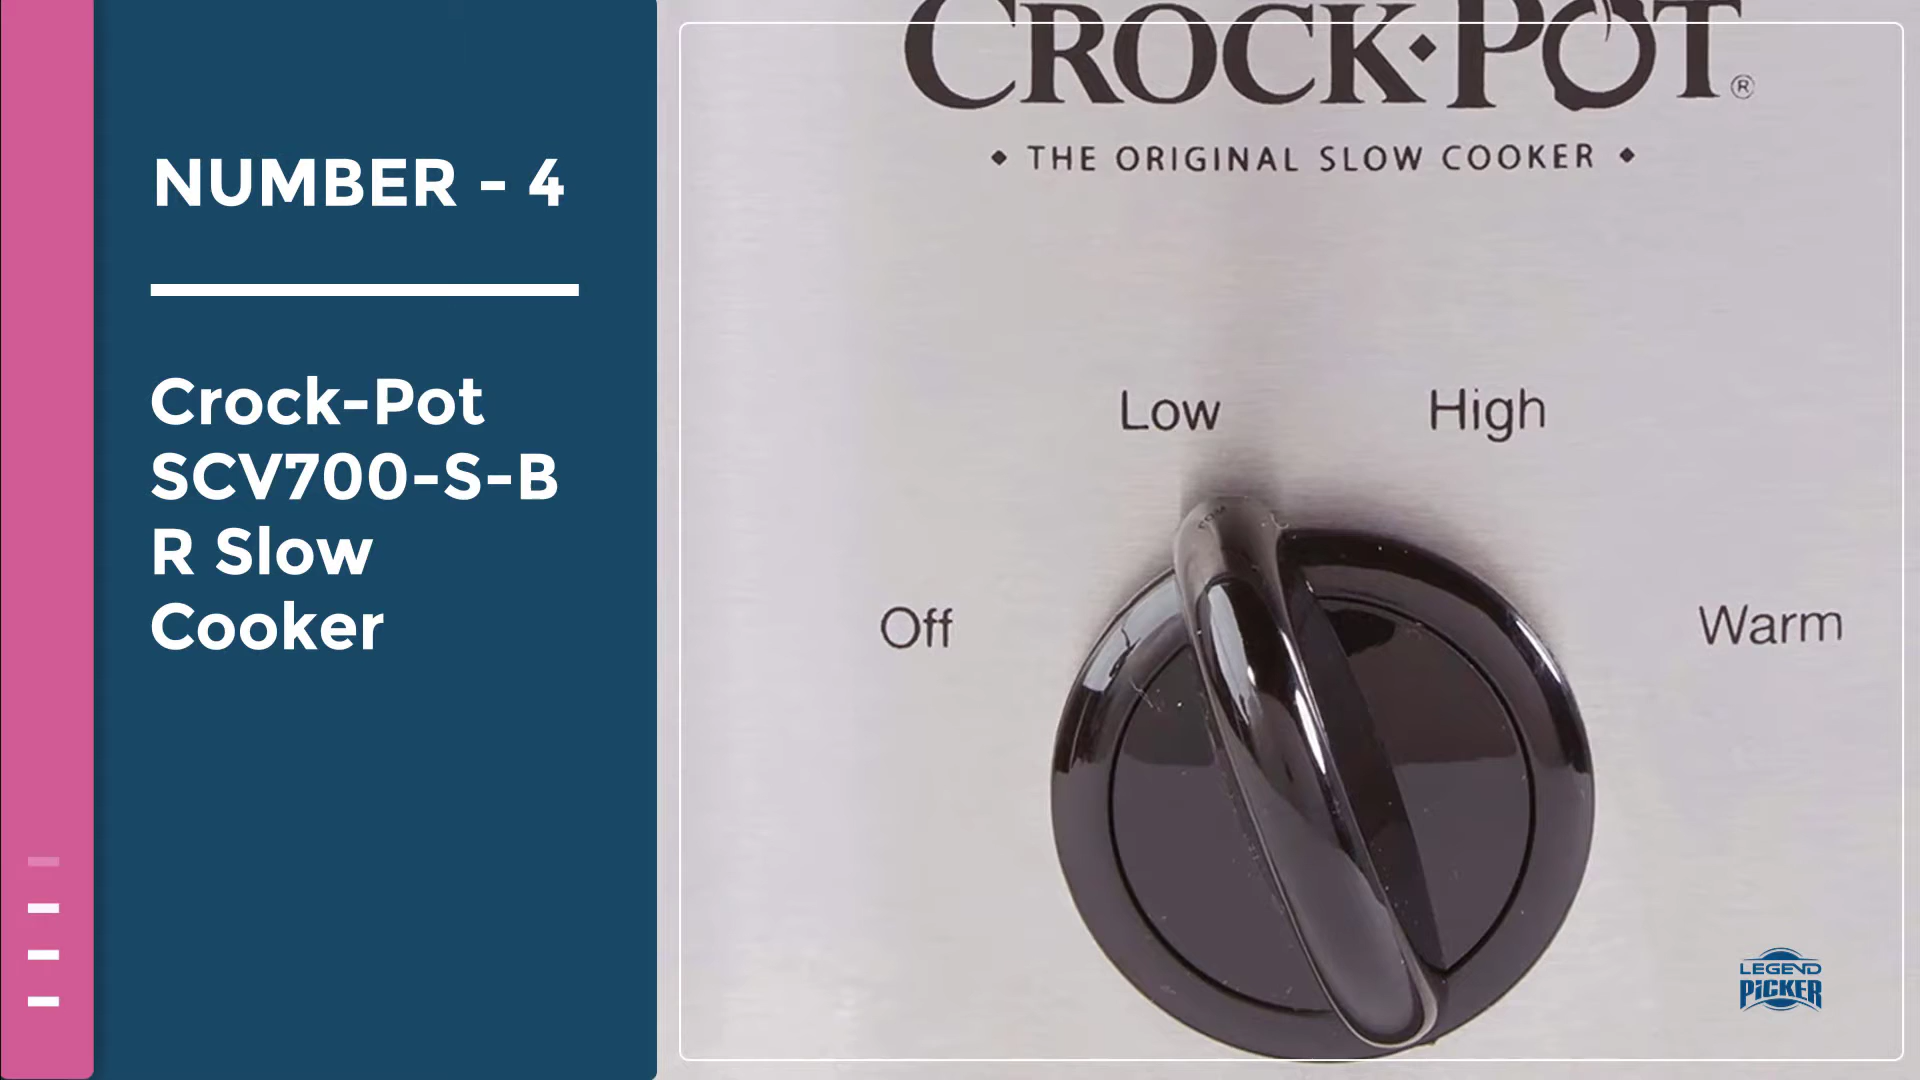 NUMBER - 4
Crock-Pot
SCV700-S-B
R Slow
Cooker
CROCK·POT®
◆ THE ORIGINAL SLOW COOKER ◆
Low
High
Off
Warm
LEGEND
PiCKER